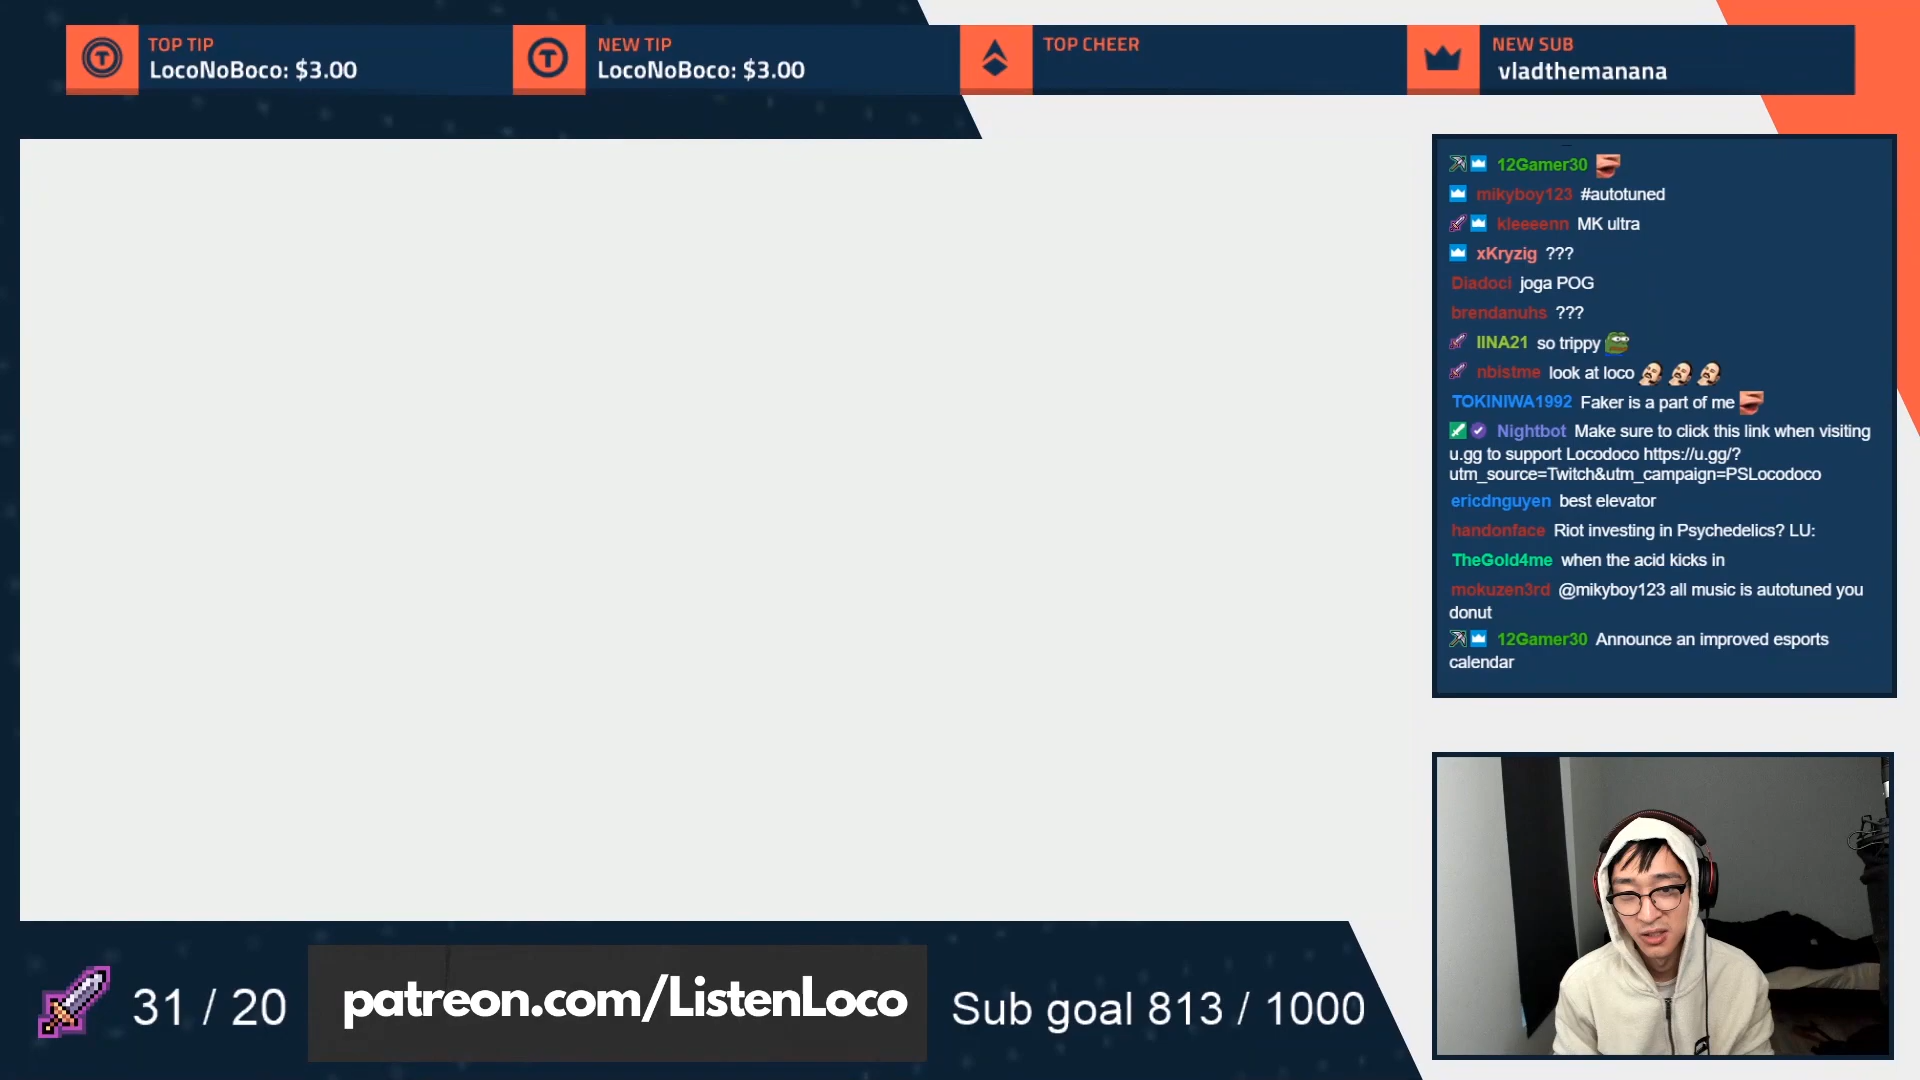 TOP TIP
LocoNoBoco: $3.00
NEW TIP
LocoNoBoco: $3.00
TOP CHEER
NEW SUB
vladthemanana
12Gamer30
mikyboy123 #autotuned
kleeeenn MK ultra
xKryzig ???
Diadoci joga POG
brendanuhs ???
IINA21 so trippy
nbistme look at loco
TOKINIWA1992 Faker is a part of me
Nightbot Make sure to click this link when visiting
u.gg to support Locodoco https://u.gg/?
utm_source=Twitch&utm_campaign=PSLocodoco
ericdnguyen best elevator
handonface Riot investing in Psychedelics? LU:
TheGold4me when the acid kicks in
mokuzen3rd @mikyboy123 all music is autotuned you
donut
12Gamer30 Announce an improved esports
calendar
31 / 20
patreon.com/ListenLoco
Sub goal 813 / 1000